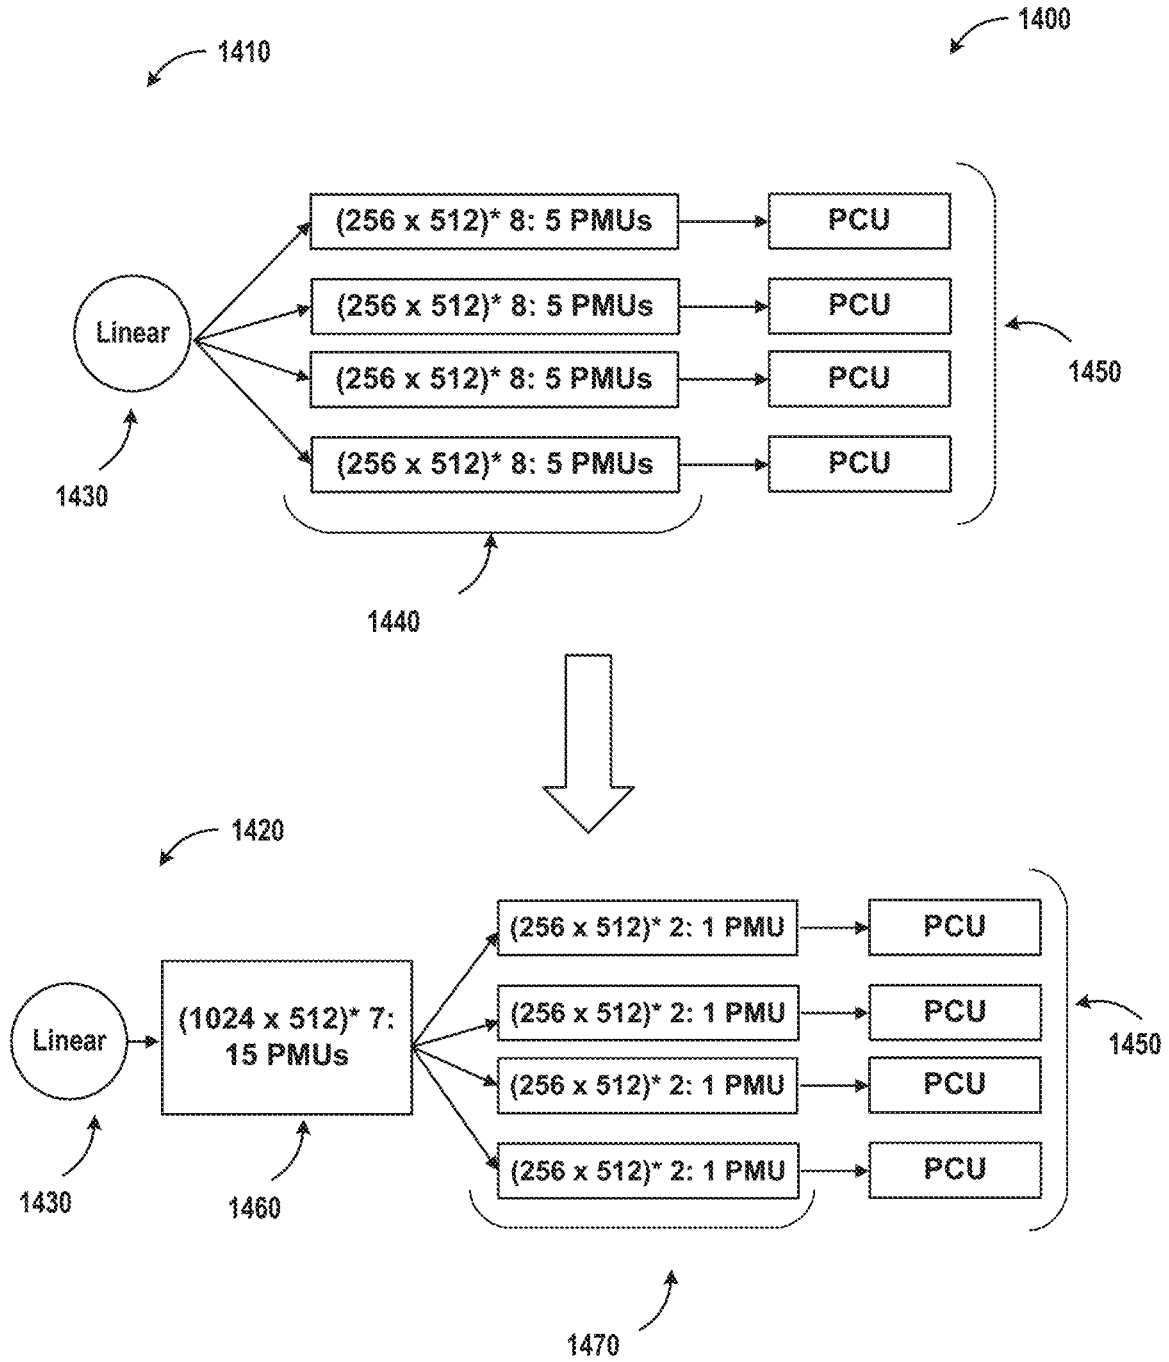 1400
1410
(256 x 512)* 8: 5 PMUs
PCU
(256 x 512)* 8: 5 PMUs
PCU
Linear
(256 x 512)* 8: 5 PMUs
PCU
1450
(256 x 512)* 8: 5 PMUs
PCU
1430
1440
1420
(256 x 512)* 2: 1 PMU
PCU
(1024 x 512)* 7:
15 PMUs
(256 x 512)* 2: 1 PMU
PCU
Linear
(256 x 512)* 2: 1 PMU
PCU
1450
(256 x 512)* 2: 1 PMU
PCU
1430
1460
1470